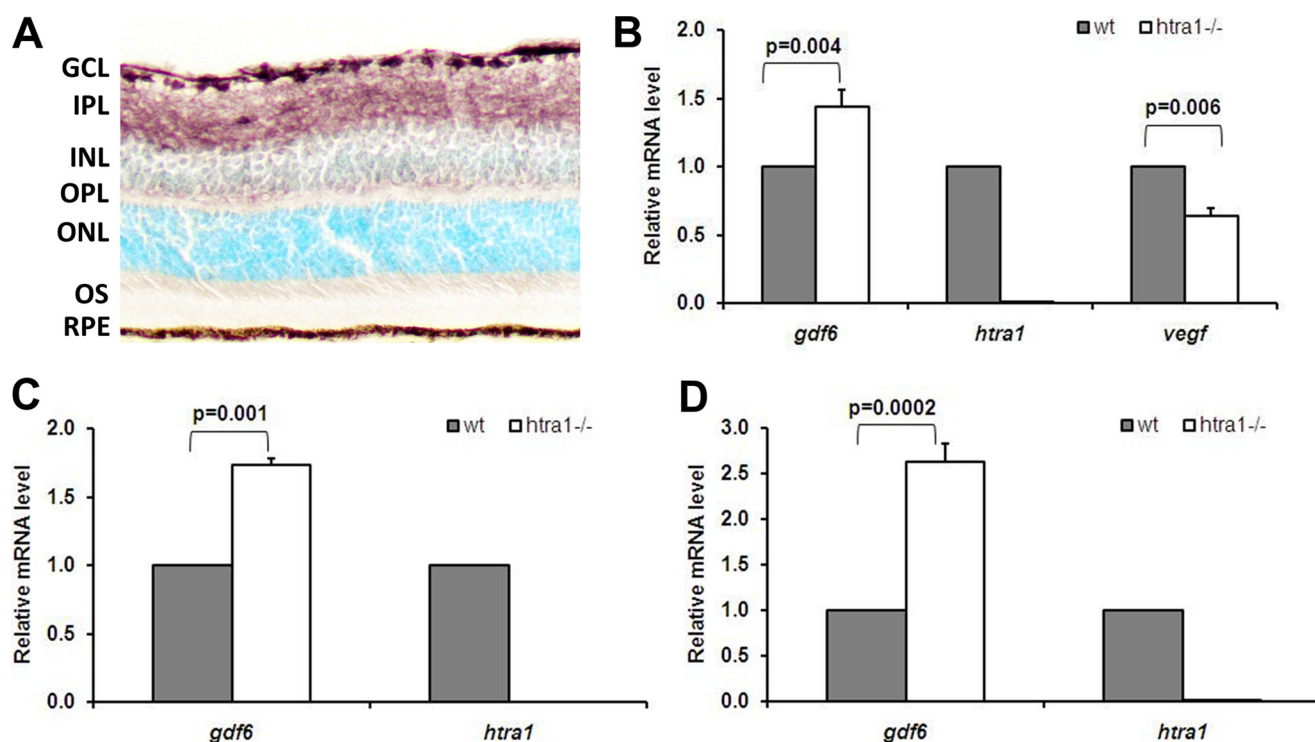 A
GCL
IPL
INL
OPL
ONL
OS
RPE
B
wt htra1-/-
Relative mRNA level
2.0
1.5
1.0
0.5
0.0
p=0.004
p=0.006
gdf6 htra1 vegf
C
wt htra1-/-
Relative mRNA level
2.0
1.5
1.0
0.5
0.0
p=0.001
gdf6 htra1
D
wt htra1-/-
Relative mRNA level
3.0
2.5
2.0
1.5
1.0
0.5
0.0
p=0.0002
gdf6 htra1